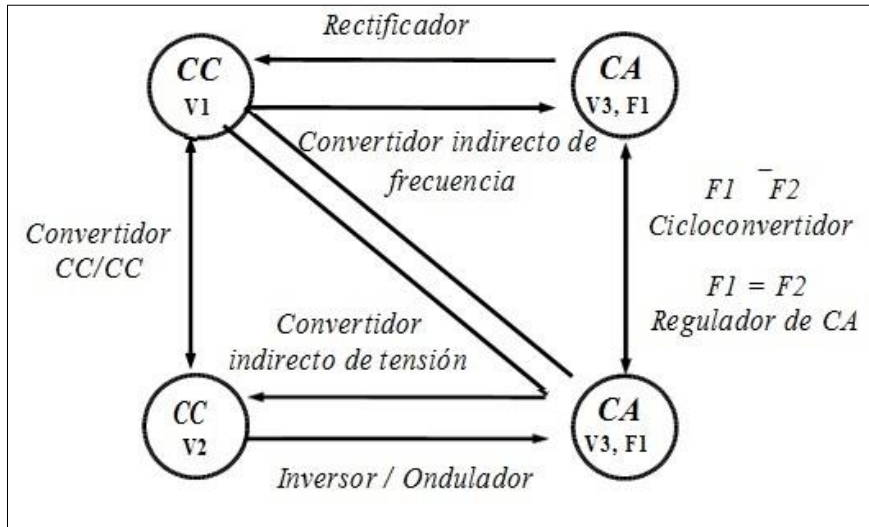 Rectificador
CC
V1
CA
V3, F1
Convertidor indirecto de
frecuencia
F1 ¯F2
Cicloconvertidor
F1 = F2
Regulador de CA
Convertidor
CC/CC
Convertidor
indirecto de tensión
CC
V2
CA
V3, F1
Inversor / Ondulador